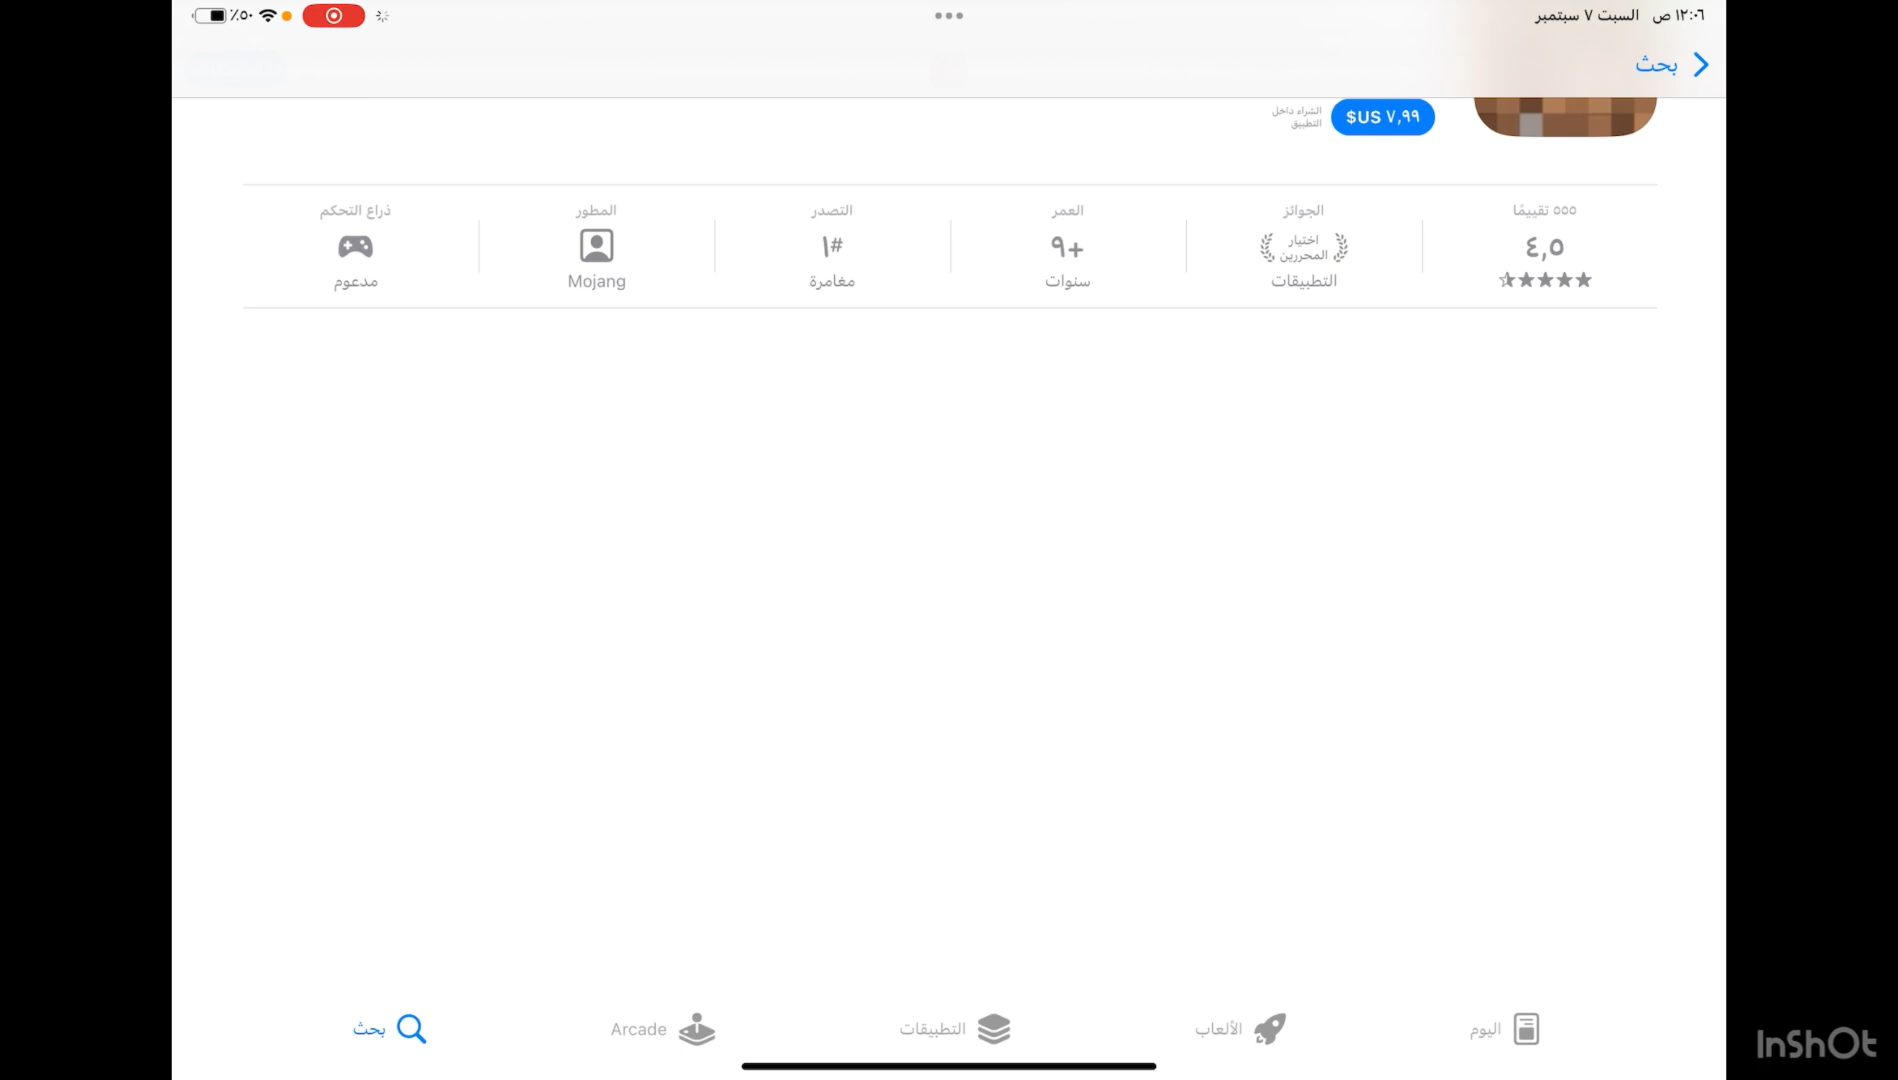 ١٢:٠٦ ص السبت ٧ سبتمبر
٪٥٠
بحث
$US ٧,٩٩
الشراء داخل
التطبيق
٥٥٥ تقييمًا
٤,٥
الجوائز
اختيار
المحررين
التطبيقات
العمر
+٩
سنوات
التصدر
#١
مغامرة
المطور
Mojang
ذراع التحكم
مدعوم
اليوم
الألعاب
التطبيقات
Arcade
بحث
InShOt